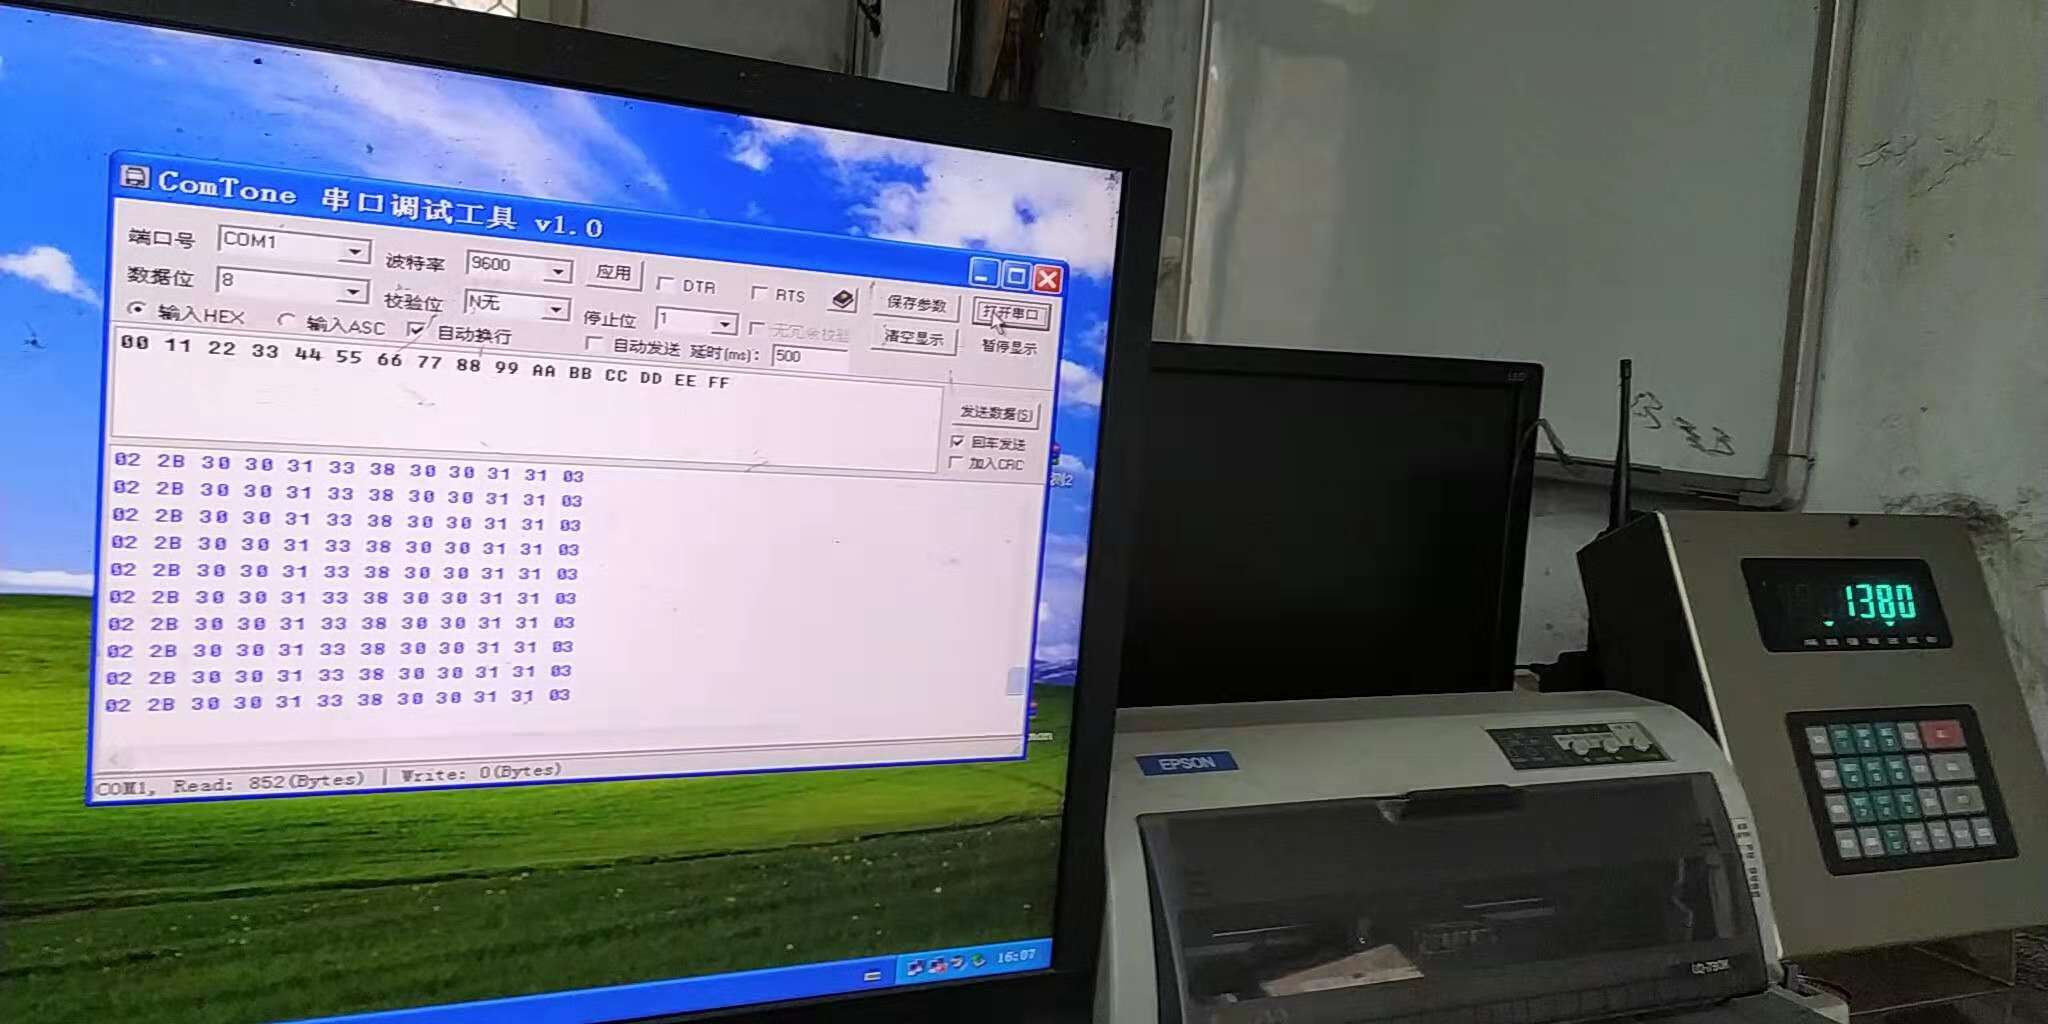 ComTone 串口调试工具 v1.0
端口号 COM1 波特率 9600 应用 DTR RTS 保存参数 打开串口
数据位 8 校验位 N无 停止位 1 无冗余校验 清空显示 暂停显示
输入HEX 输入ASC 自动换行 自动发送 延时(ms): 500
00 11 22 33 44 55 66 77 88 99 AA BB CC DD EE FF
发送数据(S)
回车发送
加入CRC
02 2B 30 30 31 33 38 30 30 31 31 03
02 2B 30 30 31 33 38 30 30 31 31 03
02 2B 30 30 31 33 38 30 30 31 31 03
02 2B 30 30 31 33 38 30 30 31 31 03
02 2B 30 30 31 33 38 30 30 31 31 03
02 2B 30 30 31 33 38 30 30 31 31 03
02 2B 30 30 31 33 38 30 30 31 31 03
02 2B 30 30 31 33 38 30 30 31 31 03
02 2B 30 30 31 33 38 30 30 31 31 03
02 2B 30 30 31 33 38 30 30 31 31 03
COM1, Read: 852(Bytes) | Write: 0(Bytes)
16:07
LED
1380
EPSON